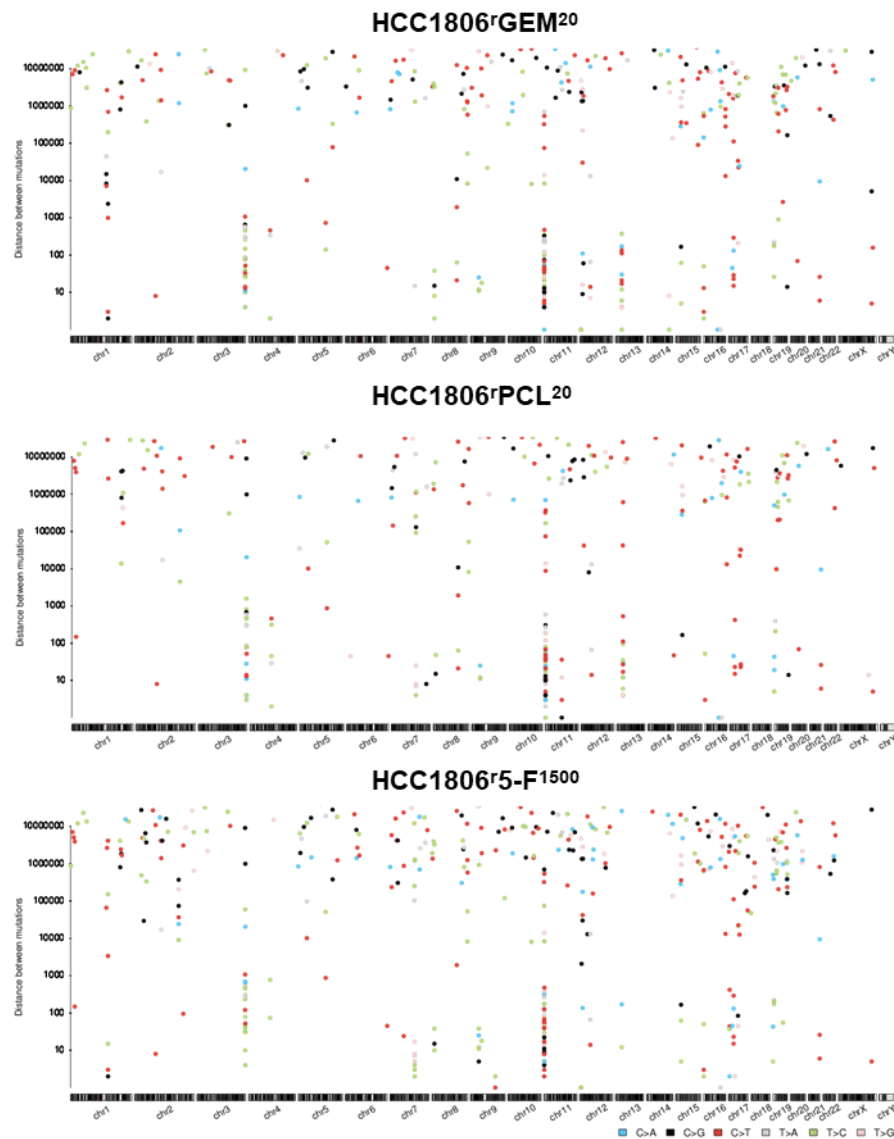 HCC1806rGEM20
10000000
1000000
100000
10000
1000
100
10
Distance between mutations
chr1 chr2 chr3 chr4 chr5 chr6 chr7 chr8 chr9 chr10 chr11 chr12 chr13 chr14 chr15 chr16 chr17 chr18 chr19 chr20 chr21 chr22 chrX chrY
HCC1806rPCL20
10000000
1000000
100000
10000
1000
100
10
Distance between mutations
chr1 chr2 chr3 chr4 chr5 chr6 chr7 chr8 chr9 chr10 chr11 chr12 chr13 chr14 chr15 chr16 chr17 chr18 chr19 chr20 chr21 chr22 chrX chrY
HCC1806r5-F1500
10000000
1000000
100000
10000
1000
100
10
Distance between mutations
chr1 chr2 chr3 chr4 chr5 chr6 chr7 chr8 chr9 chr10 chr11 chr12 chr13 chr14 chr15 chr16 chr17 chr18 chr19 chr20 chr21 chr22 chrX chrY
C>A C>G C>T T>A T>C T>G